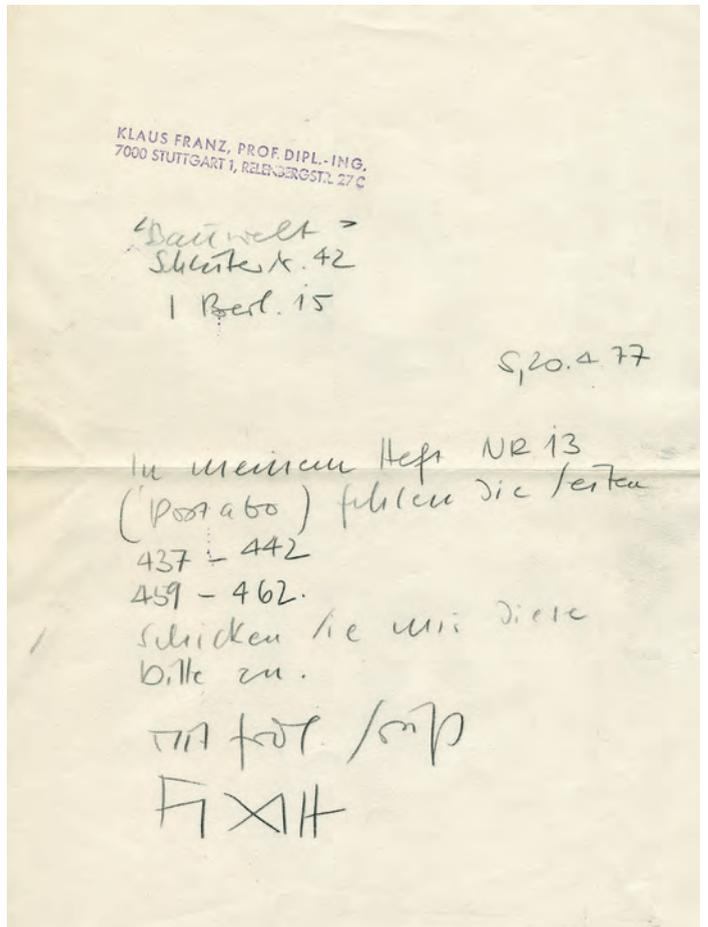 KLAUS FRANZ, PROF. DIPL.-ING.
7000 STUTTGART 1, RELENBERGSTR. 27 C
"Bauwelt"
Schlüterstr. 42
1 Berl. 15
S, 20.4.77
In meinem Heft NR 13
(Postabo) fehlen die Seiten
437 - 442
459 - 462.
Schicken Sie mir diese
bitte zu.
mit frdl.